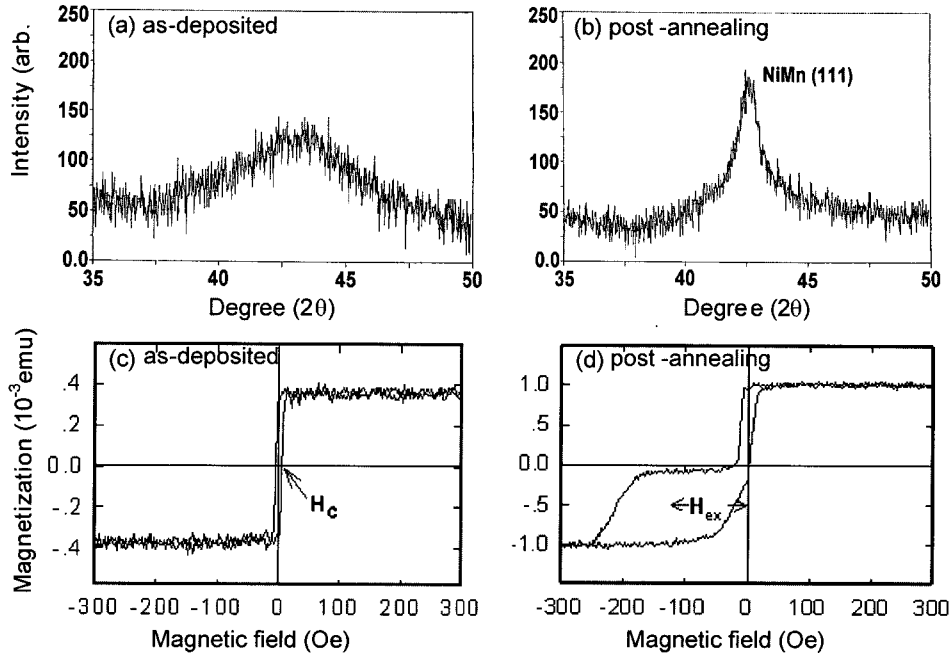 (a) as-deposited
250
200
150
100
50
0.0
35 40 45 50
Intensity (arb.
Degree (2θ)
(b) post -annealing
NiMn (111)
250
200
150
100
50
0.0
35 40 45 50
Degree (2θ)
(c) as-deposited
.4
.2
0.0
-.2
-.4
Hc
-300 -200 -100 0 100 200 300
Magnetization (10⁻³emu)
Magnetic field (Oe)
(d) post -annealing
1.0
.5
0.0
-.5
-1.0
Hex
-300 -200 -100 0 100 200 300
Magnetic field (Oe)